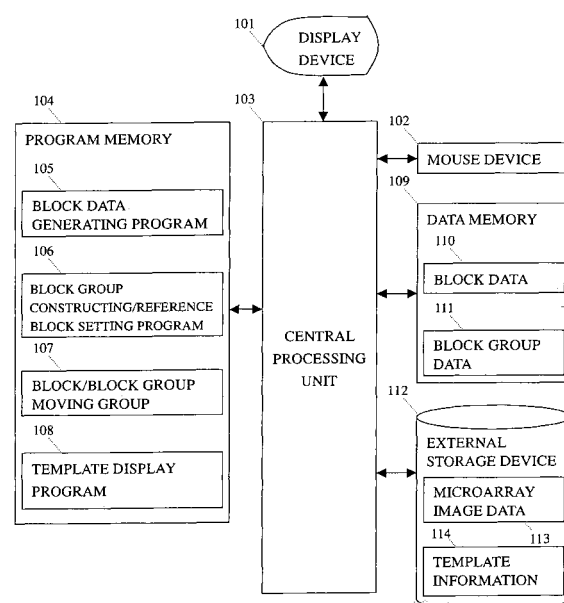 101
DISPLAY
DEVICE
103
104
PROGRAM MEMORY
105
BLOCK DATA
GENERATING PROGRAM
106
BLOCK GROUP
CONSTRUCTING/REFERENCE
BLOCK SETTING PROGRAM
107
BLOCK/BLOCK GROUP
MOVING GROUP
108
TEMPLATE DISPLAY
PROGRAM
CENTRAL
PROCESSING
UNIT
102
MOUSE DEVICE
109
DATA MEMORY
110
BLOCK DATA
111
BLOCK GROUP
DATA
112
EXTERNAL
STORAGE DEVICE
MICROARRAY
IMAGE DATA
114
113
TEMPLATE
INFORMATION